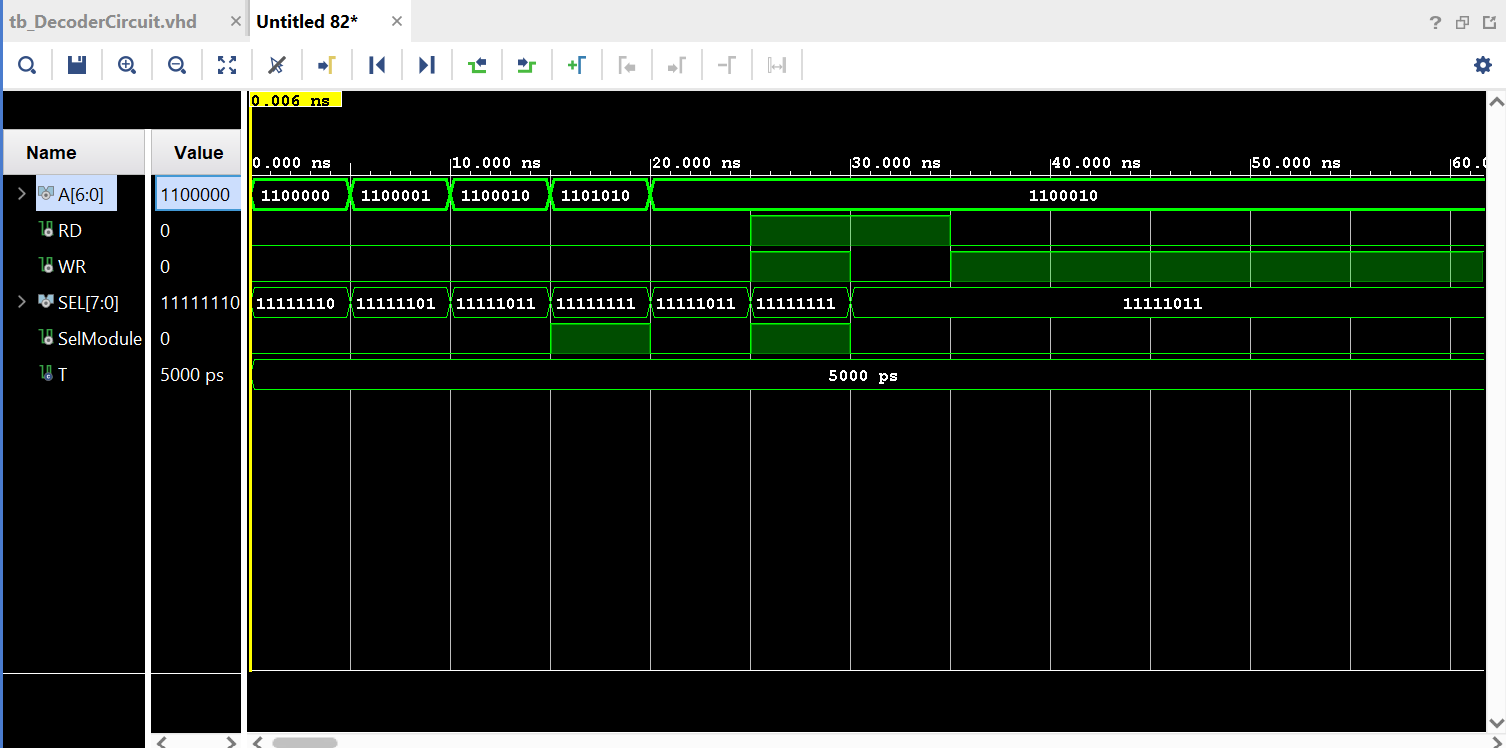 tb_DecoderCircuit.vhd × Untitled 82* × ?
0.006 ns
Name Value 0.000 ns 10.000 ns 20.000 ns 30.000 ns 40.000 ns 50.000 ns 60.0
A[6:0] 1100000 1100000 1100001 1100010 1101010 1100010
RD 0
WR 0
SEL[7:0] 11111110 11111110 11111101 11111011 11111111 11111011 11111111 11111011
SelModule 0
T 5000 ps 5000 ps